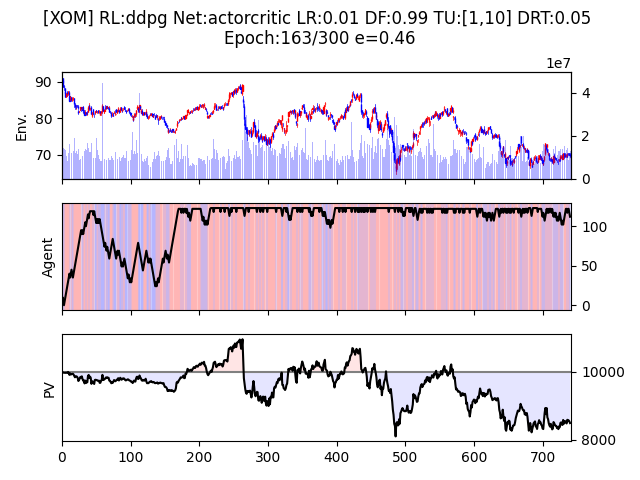 [XOM] RL:ddpg Net:actorcritic LR:0.01 DF:0.99 TU:[1,10] DRT:0.05
Epoch:163/300 e=0.46
1e7
90
80
70
Env.
4
2
0
Agent
100
50
0
PV
10000
8000
0 100 200 300 400 500 600 700